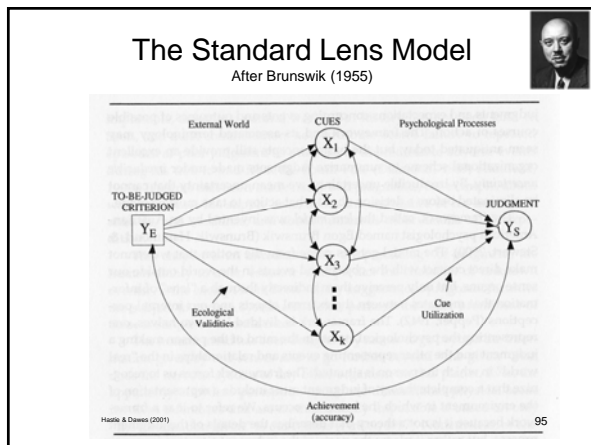 The Standard Lens Model
After Brunswik (1955)
External World
CUES
Psychological Processes
X1
X2
TO-BE-JUDGED
CRITERION
JUDGMENT
YE
YS
X3
Ecological
Validities
Cue
Utilization
Xk
Achievement
(accuracy)
Hastie & Dawes (2001)
95